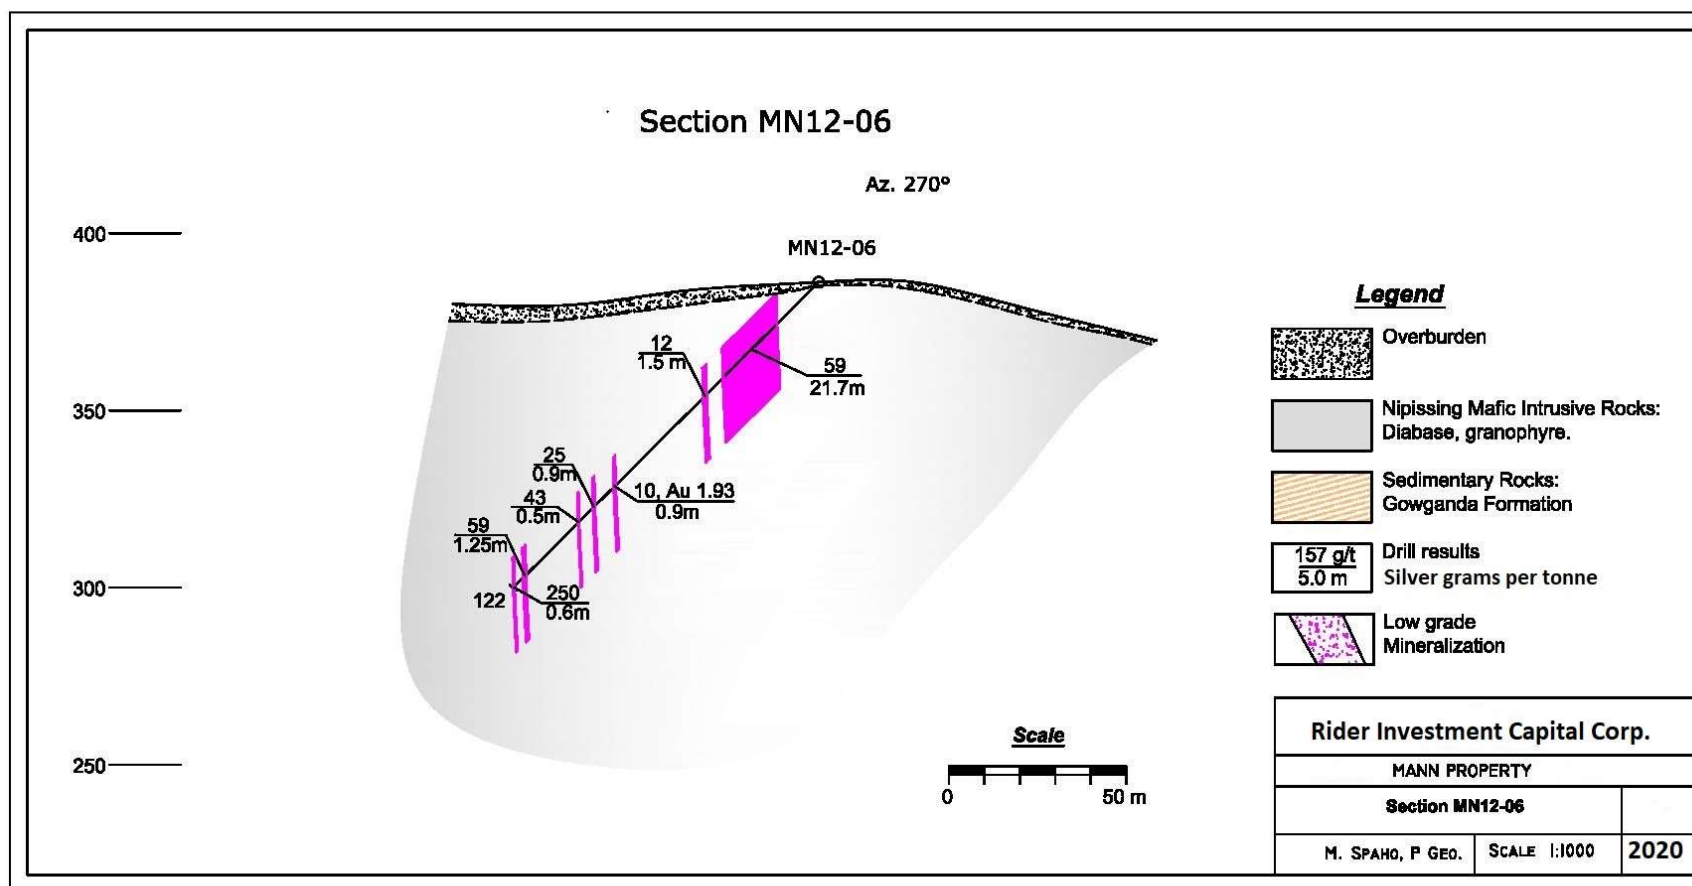 Section MN12-06
Az. 270°
MN12-06
400
350
300
250
12
1.5 m
59
21.7m
25
0.9m
43
0.5m
10, Au 1.93
0.9m
59
1.25m
122
250
0.6m
Legend
Overburden
Nipissing Mafic Intrusive Rocks:
Diabase, granophyre.
Sedimentary Rocks:
Gowganda Formation
157 g/t
5.0 m
Drill results
Silver grams per tonne
Low grade
Mineralization
Scale
0 50 m
Rider Investment Capital Corp.
MANN PROPERTY
Section MN12-06
M. SPAHO, P GEO. SCALE 1:1000 2020